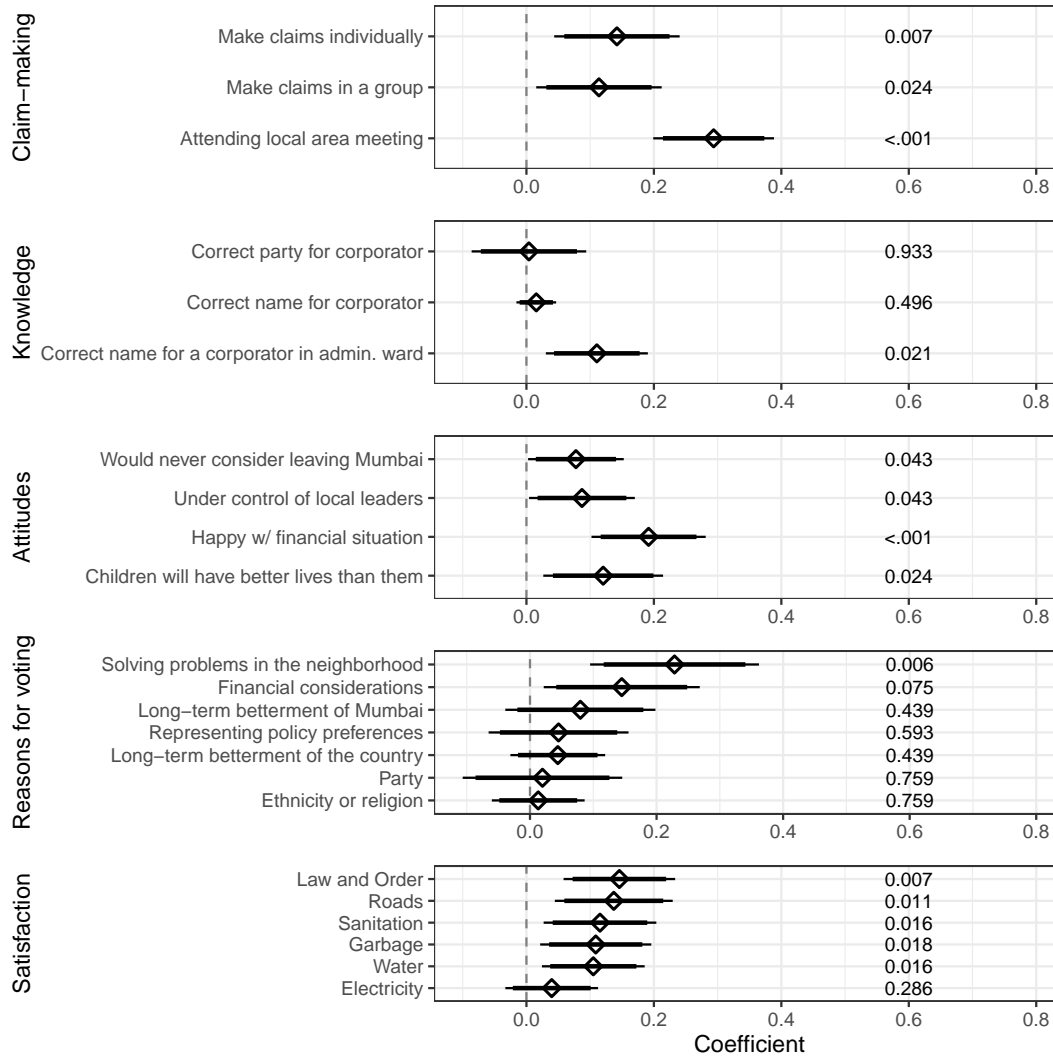 Claim−making
Make claims individually 0.007
Make claims in a group 0.024
Attending local area meeting <.001
0.0 0.2 0.4 0.6 0.8
Knowledge
Correct party for corporator 0.933
Correct name for corporator 0.496
Correct name for a corporator in admin. ward 0.021
0.0 0.2 0.4 0.6 0.8
Attitudes
Would never consider leaving Mumbai 0.043
Under control of local leaders 0.043
Happy w/ financial situation <.001
Children will have better lives than them 0.024
0.0 0.2 0.4 0.6 0.8
Reasons for voting
Solving problems in the neighborhood 0.006
Financial considerations 0.075
Long−term betterment of Mumbai 0.439
Representing policy preferences 0.593
Long−term betterment of the country 0.439
Party 0.759
Ethnicity or religion 0.759
0.0 0.2 0.4 0.6 0.8
Satisfaction
Law and Order 0.007
Roads 0.011
Sanitation 0.016
Garbage 0.018
Water 0.016
Electricity 0.286
0.0 0.2 0.4 0.6 0.8
Coefficient